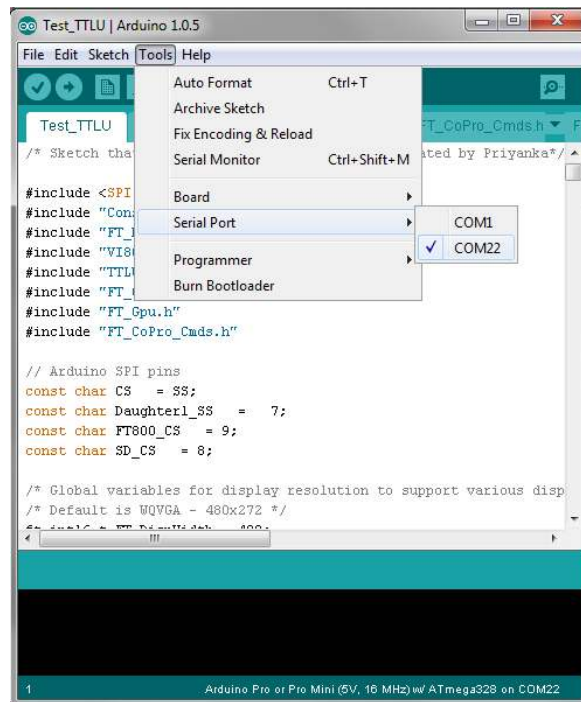 Test_TTLU | Arduino 1.0.5
File Edit Sketch Tools Help
Auto Format Ctrl+T
Archive Sketch
Fix Encoding & Reload
Serial Monitor Ctrl+Shift+M
Board
Serial Port
COM1
COM22
Programmer
Burn Bootloader
Test_TTLU FT_CoPro_Cmds.h F
/* Sketch tha ated by Priyanka*/
#include <SPI
#include "Con
#include "FT_
#include "VI8
#include "TTL
#include "FT_
#include "FT_Gpu.h"
#include "FT_CoPro_Cmds.h"
// Arduino SPI pins
const char CS = SS;
const char Daughter1_SS = 7;
const char FT800_CS = 9;
const char SD_CS = 8;
/* Global variables for display resolution to support various disp
/* Default is WQVGA - 480x272 */
1 Arduino Pro or Pro Mini (5V, 16 MHz) w/ ATmega328 on COM22